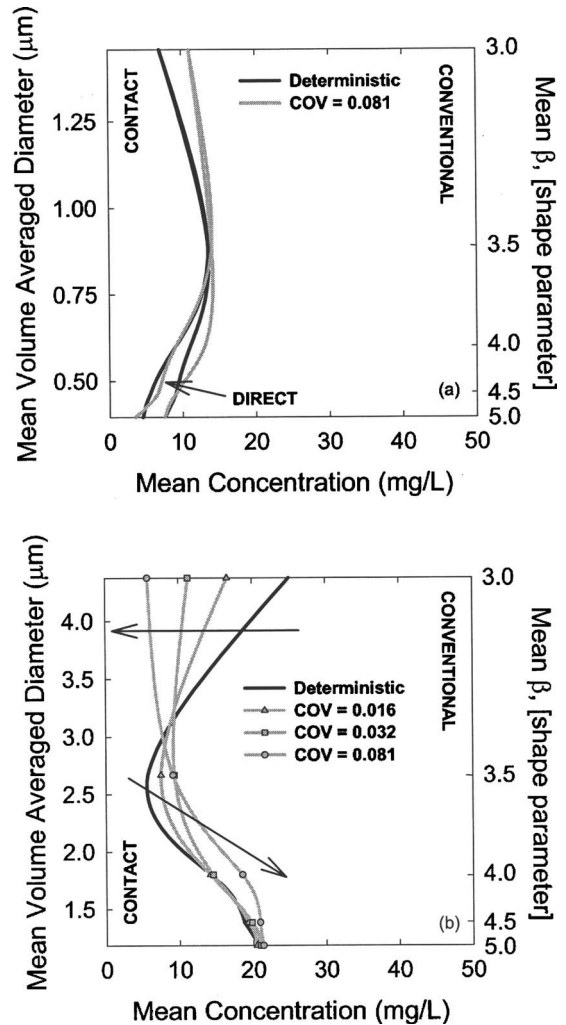 Mean Volume Averaged Diameter (μm)
1.25
1.00
0.75
0.50
CONTACT
Deterministic
COV = 0.081
CONVENTIONAL
3.0
3.5
4.0
4.5
5.0
Mean β, [shape parameter]
DIRECT
(a)
0
10
20
30
40
50
Mean Concentration (mg/L)
Mean Volume Averaged Diameter (μm)
4.0
3.5
3.0
2.5
2.0
1.5
CONTACT
Deterministic
COV = 0.016
COV = 0.032
COV = 0.081
CONVENTIONAL
3.0
3.5
4.0
4.5
5.0
Mean β, [shape parameter]
(b)
0
10
20
30
40
50
Mean Concentration (mg/L)